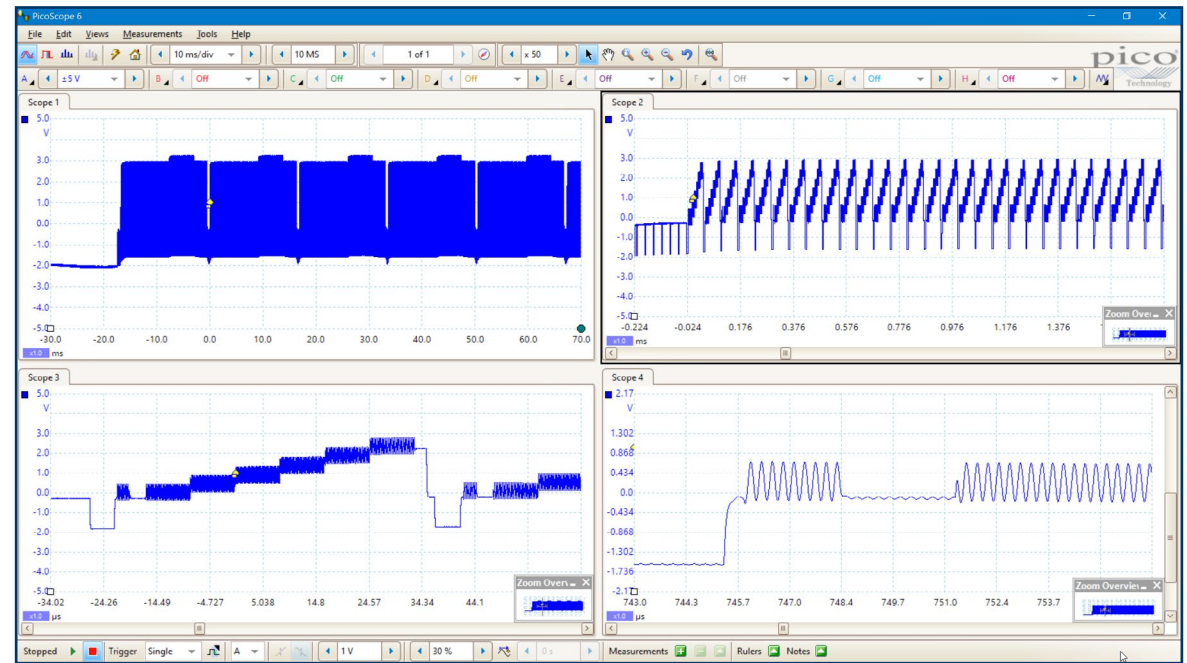 PicoScope 6
File Edit Views Measurements Tools Help
10 ms/div 10 MS 1 of 1 x 50
pico
Technology
A ±5 V B Off C Off D Off E Off F Off G Off H Off
Scope 1
5.0
V
3.0
2.0
1.0
0.0
-1.0
-2.0
-3.0
-4.0
-5.0
-30.0 -20.0 -10.0 0.0 10.0 20.0 30.0 40.0 50.0 60.0 70.0
x1.0 ms
Scope 2
5.0
V
3.0
2.0
1.0
0.0
-1.0
-2.0
-3.0
-4.0
-5.0
-0.224 -0.024 0.176 0.376 0.576 0.776 0.976 1.176 1.376
x1.0 ms
Zoom Over
Scope 3
5.0
V
3.0
2.0
1.0
0.0
-1.0
-2.0
-3.0
-4.0
-5.0
-34.02 -24.26 -14.49 -4.727 5.038 14.8 24.57 34.34 44.1
x1.0 µs
Zoom Overv
Scope 4
2.17
V
1.302
0.868
0.434
0.0
-0.434
-0.868
-1.302
-1.736
-2.17
743.0 744.3 745.7 747.0 748.4 749.7 751.0 752.4 753.7
x1.0 µs
Zoom Overvie
Stopped Trigger Single A 1 V 30 % 0 s Measurements Rulers Notes